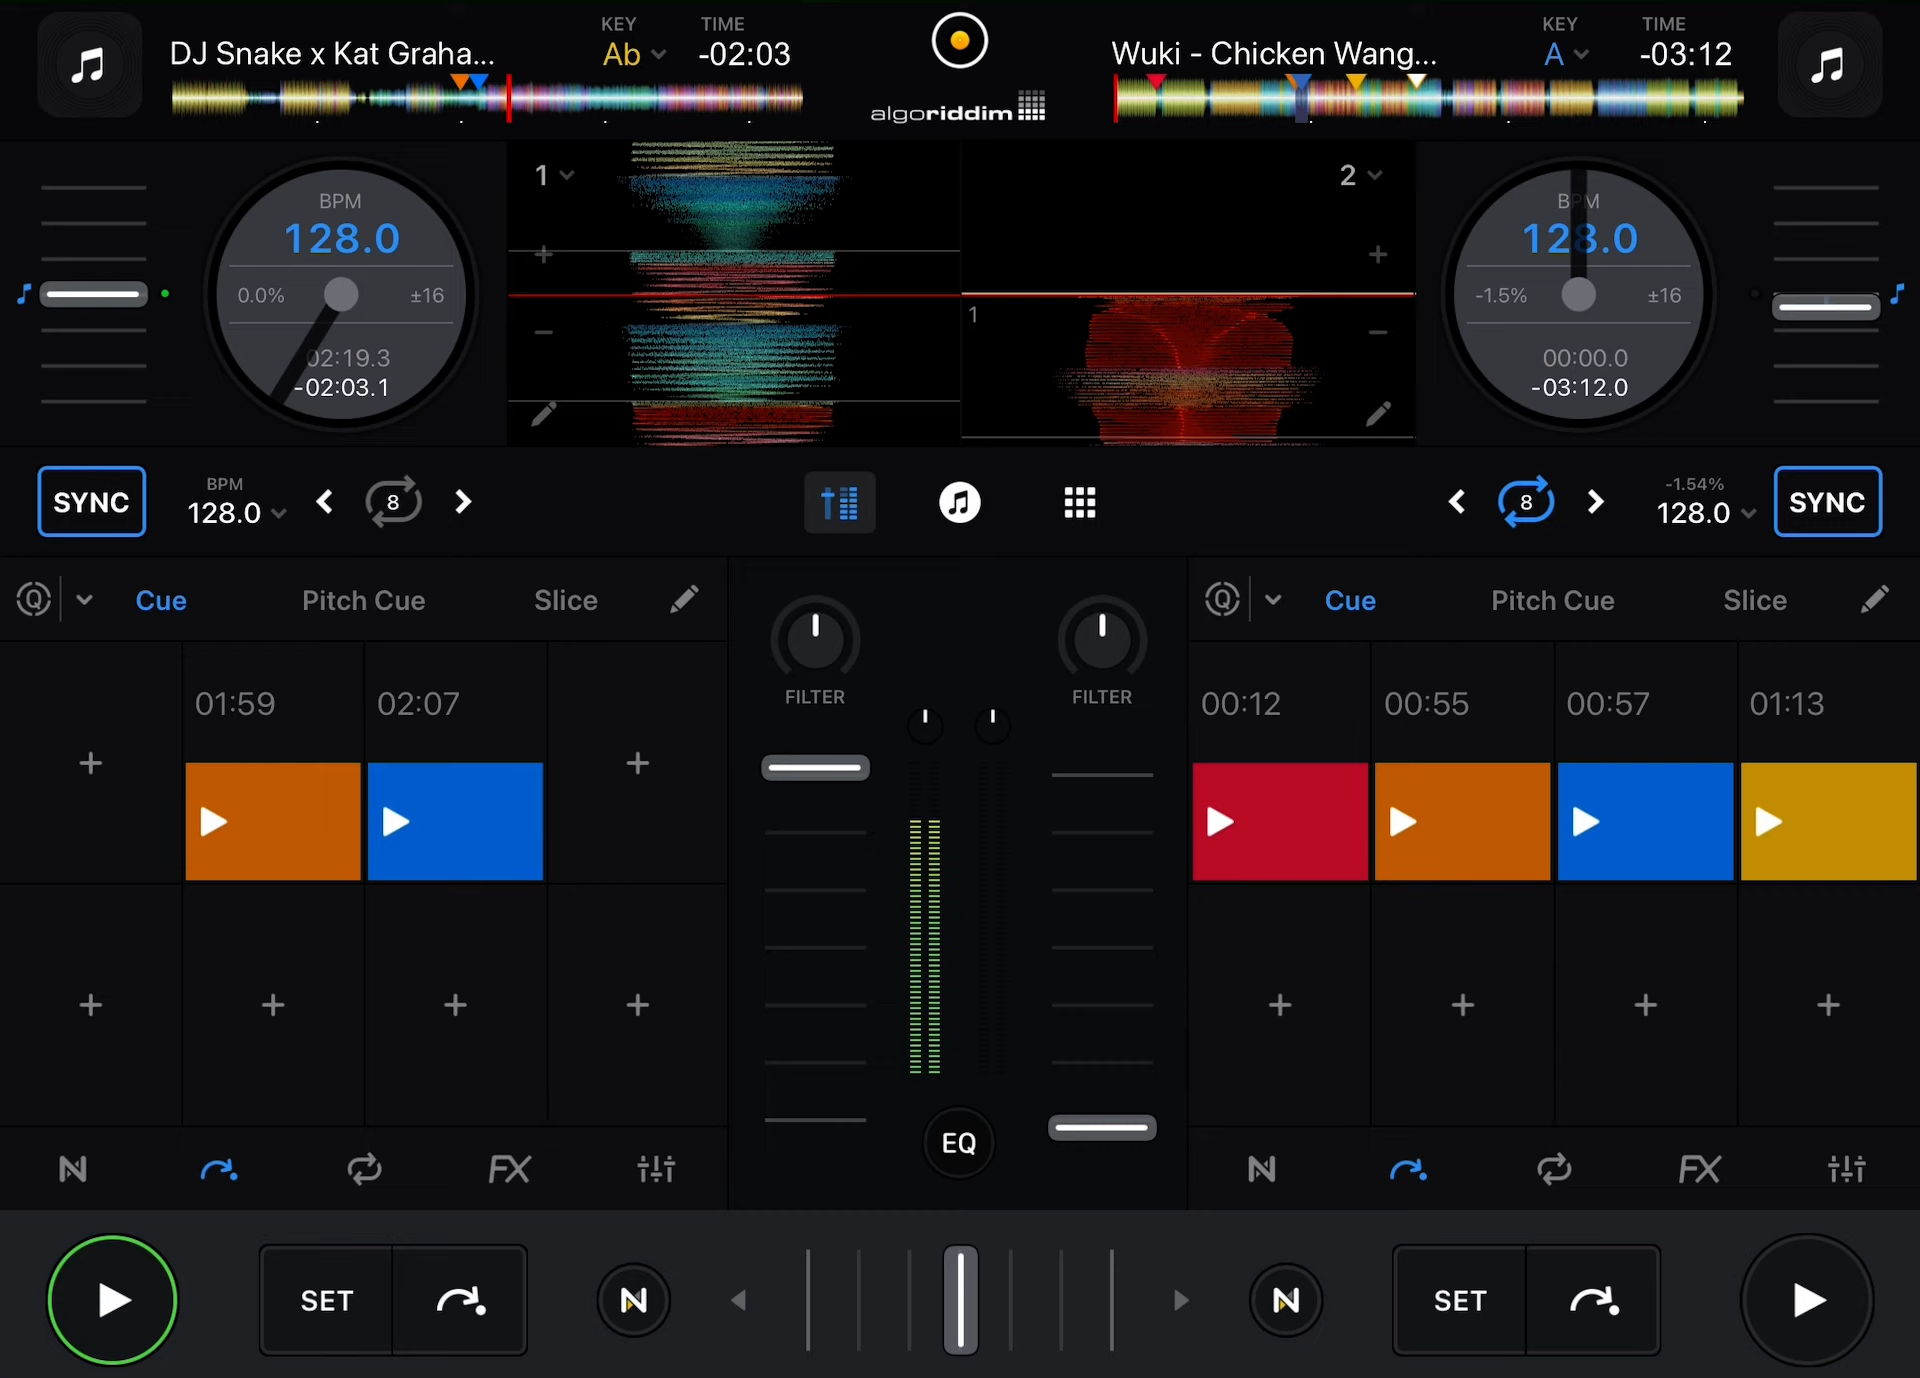 DJ Snake x Kat Graha...
KEY
Ab
TIME
-02:03
algoriddim
Wuki - Chicken Wang...
KEY
A
TIME
-03:12
BPM
128.0
0.0%
±16
02:19.3
-02:03.1
1
2
1
BPM
128.0
-1.5%
±16
00:00.0
-03:12.0
SYNC
BPM
128.0
8
8
-1.54%
128.0
SYNC
Q
Cue
Pitch Cue
Slice
Q
Cue
Pitch Cue
Slice
FILTER
FILTER
01:59
02:07
00:12
00:55
00:57
01:13
EQ
N
FX
N
FX
SET
N
N
SET